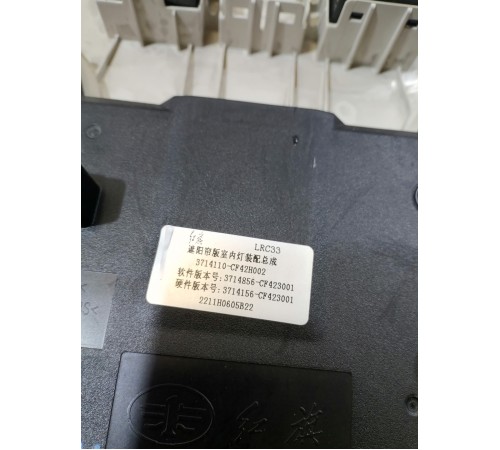 红旗 LRC33
遮阳帘版室内灯装配总成
3714110-CF42H002
软件版本号:3714856-CF423001
硬件版本号:3714156-CF423001
2211H0605B22
红旗